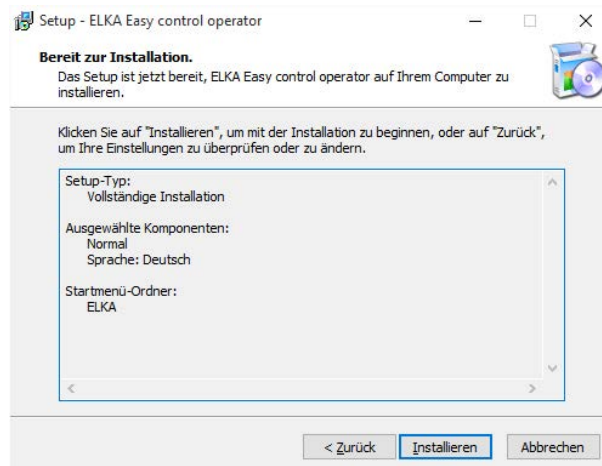 Setup - ELKA Easy control operator
Bereit zur Installation.
Das Setup ist jetzt bereit, ELKA Easy control operator auf Ihrem Computer zu
installieren.
Klicken Sie auf "Installieren", um mit der Installation zu beginnen, oder auf "Zurück",
um Ihre Einstellungen zu überprüfen oder zu ändern.
Setup-Typ:
Vollständige Installation
Ausgewählte Komponenten:
Normal
Sprache: Deutsch
Startmenü-Ordner:
ELKA
< Zurück
Installieren
Abbrechen